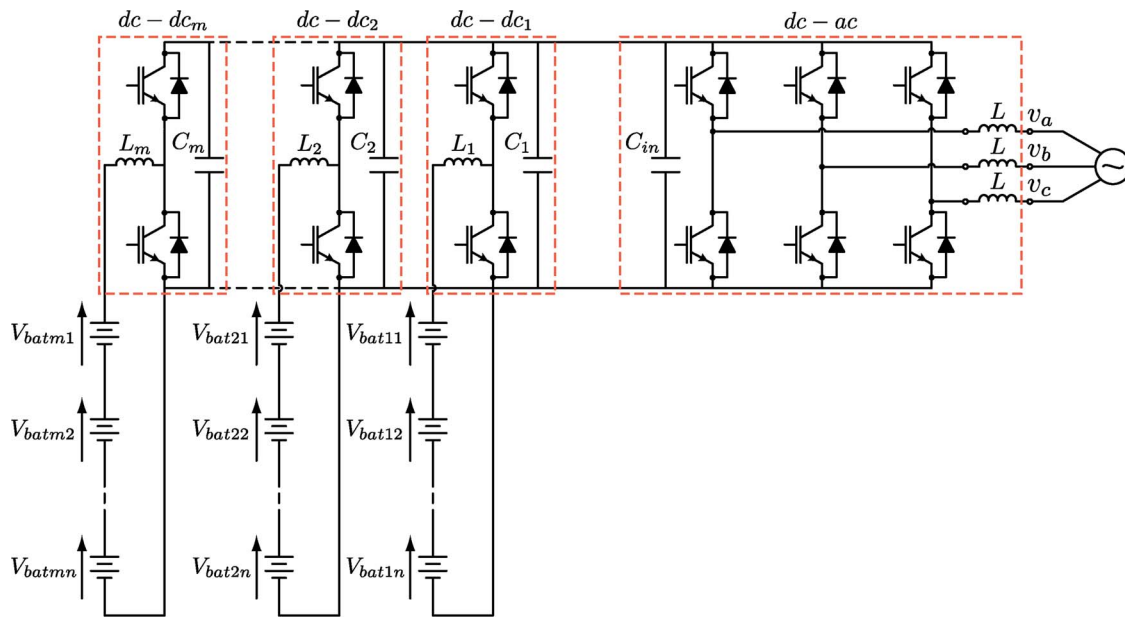 dc − dc_m dc − dc_2 dc − dc_1 dc − ac
L_m C_m L_2 C_2 L_1 C_1 C_in L v_a
L v_b
L v_c
V_batm1 V_bat21 V_bat11
V_batm2 V_bat22 V_bat12
V_batmn V_bat2n V_bat1n